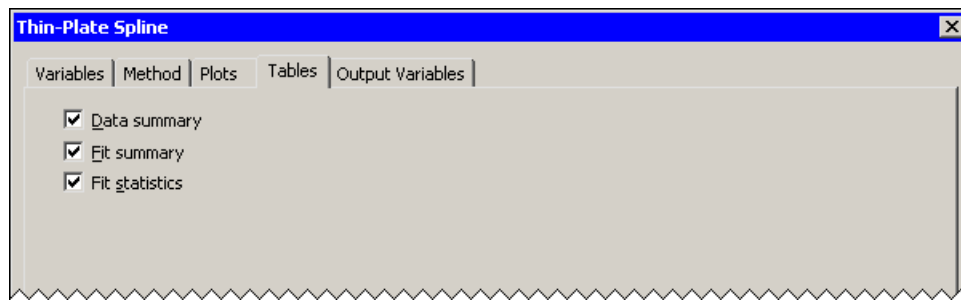 Thin-Plate Spline
Variables Method Plots Tables Output Variables
Data summary
Fit summary
Fit statistics